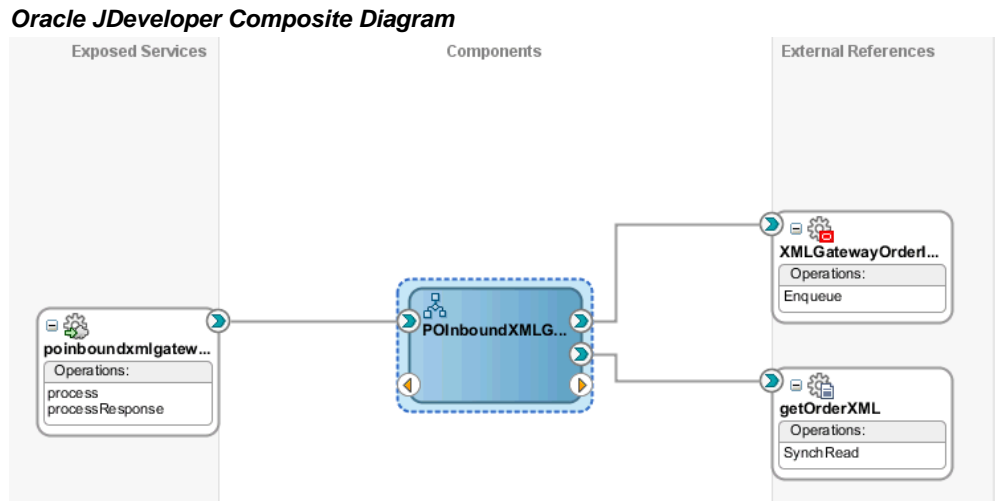 Oracle JDeveloper Composite Diagram
Exposed Services
Components
External References
XMLGatewayOrderI...
Operations:
Enqueue
POInboundXMLG...
poinboundxmlgatew...
Operations:
process
processResponse
getOrderXML
Operations:
SynchRead